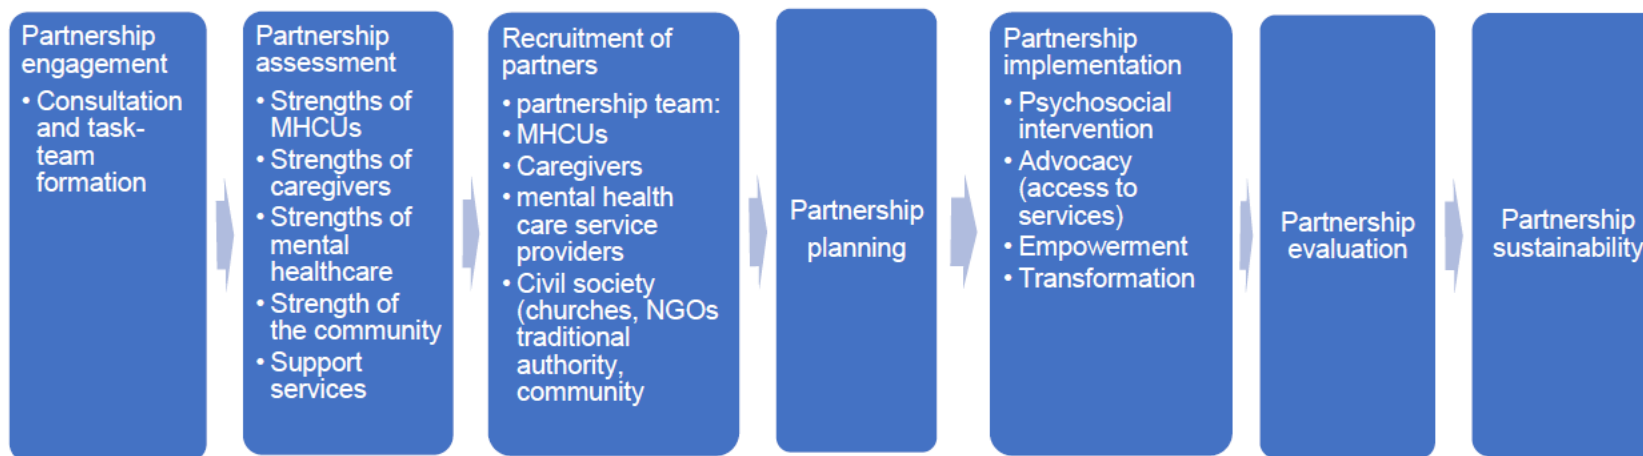 Partnership
engagement
• Consultation
and task-
team
formation
Partnership
assessment
• Strengths of
MHCUs
• Strengths of
caregivers
• Strengths of
mental
healthcare
• Strength of
the community
• Support
services
Recruitment of
partners
• partnership team:
• MHCUs
• Caregivers
• mental health
care service
providers
• Civil society
(churches, NGOs
traditional
authority,
community
Partnership
planning
Partnership
implementation
• Psychosocial
intervention
• Advocacy
(access to
services)
• Empowerment
• Transformation
Partnership
evaluation
Partnership
sustainability